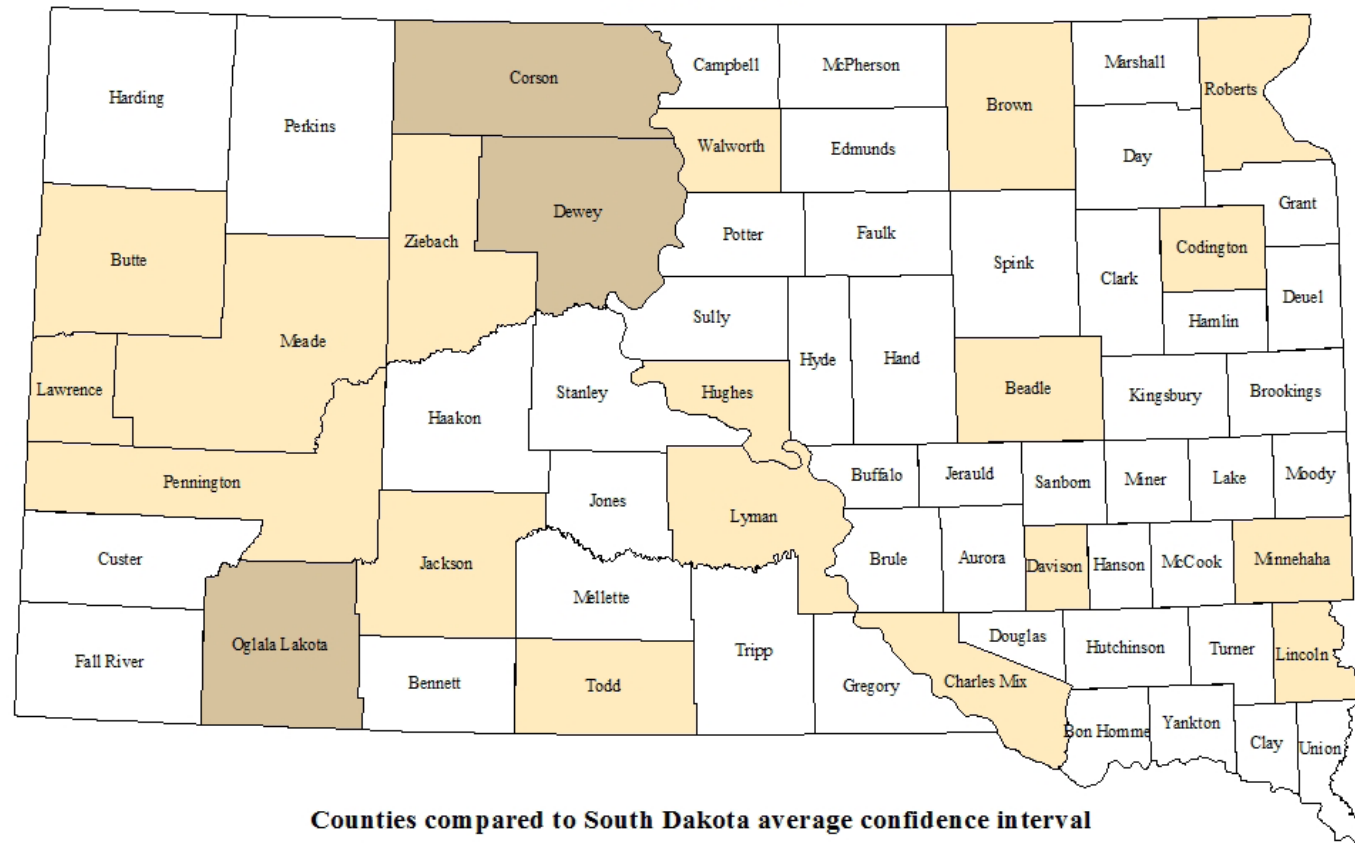 Campbell
McPherson
Marshall
Corson
Harding
Roberts
Brown
Perkins
Walworth
Edmunds
Day
Grant
Dewey
Potter
Faulk
Ziebach
Codington
Butte
Spink
Clark
Deuel
Sully
Hamlin
Meade
Hyde
Hand
Lawrence
Hughes
Stanley
Beadle
Kingsbury
Brookings
Haakon
Buffalo
Jerauld
Sanborn
Miner
Lake
Moody
Pennington
Jones
Lyman
Custer
Jackson
Brule
Aurora
Davison
Hanson
McCook
Minnehaha
Mellette
Oglala Lakota
Douglas
Hutchinson
Turner
Lincoln
Fall River
Tripp
Bennett
Todd
Gregory
Charles Mix
Bon Homme
Yankton
Clay
Union
Counties compared to South Dakota average confidence interval